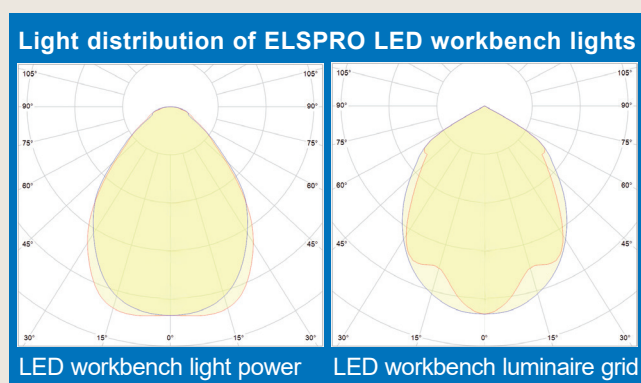 Light distribution of ELSPRO LED workbench lights
105° 105°
90° 90°
75° 75°
60° 60°
45° 45°
30° 15° 0° 15° 30°
LED workbench light power
105° 105°
90° 90°
75° 75°
60° 60°
45° 45°
30° 15° 0° 15° 30°
LED workbench luminaire grid